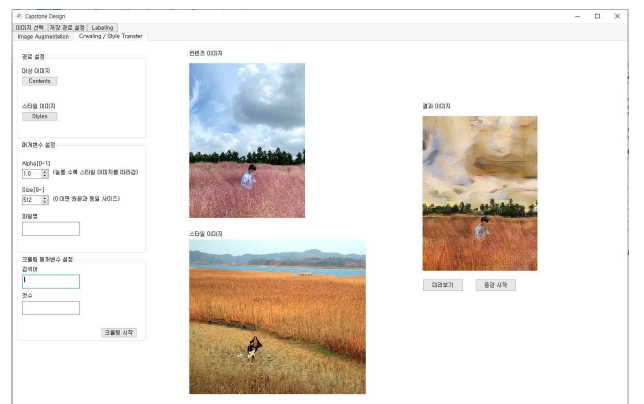 Capstone Design
이미지 선택 저장 경로 설정 Labeling
Image Augmentation Crwaling / Style Transter
경로 설정
대상 이미지
Contents
스타일 이미지
Styles
매개변수 설정
Alpha[0~1]
1.0 (높을 수록 스타일 이미지를 따라감)
Size[0~]
512 (0 이면 원본과 동일 사이즈)
파일명
크롤링 매개변수 설정
검색어
갯수
크롤링 시작
컨텐츠 이미지
스타일 이미지
결과 이미지
미리보기 증강 시작